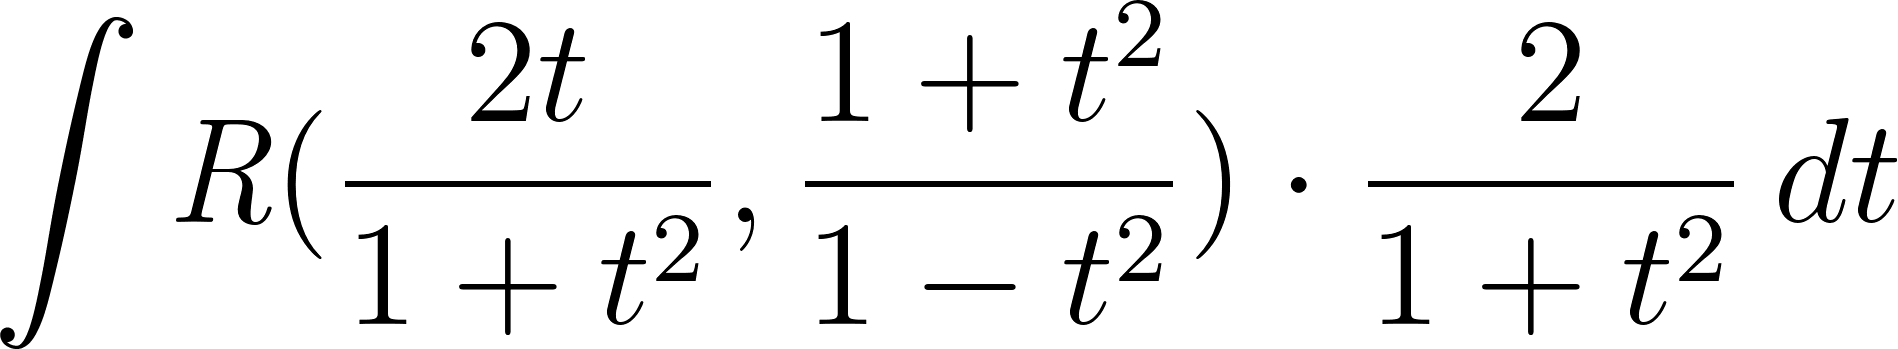 ∫ R(2t/(1 + t²), (1 + t²)/(1 − t²)) · 2/(1 + t²) dt